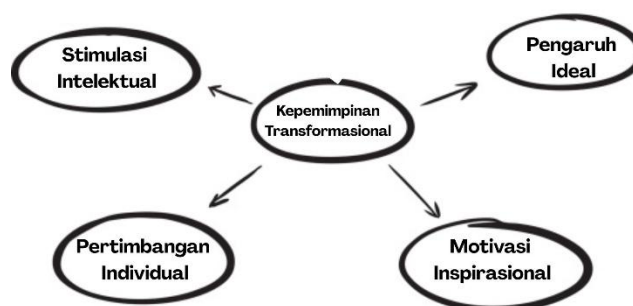 Stimulasi
Intelektual
Pengaruh
Ideal
Kepemimpinan
Transformasional
Pertimbangan
Individual
Motivasi
Inspirasional